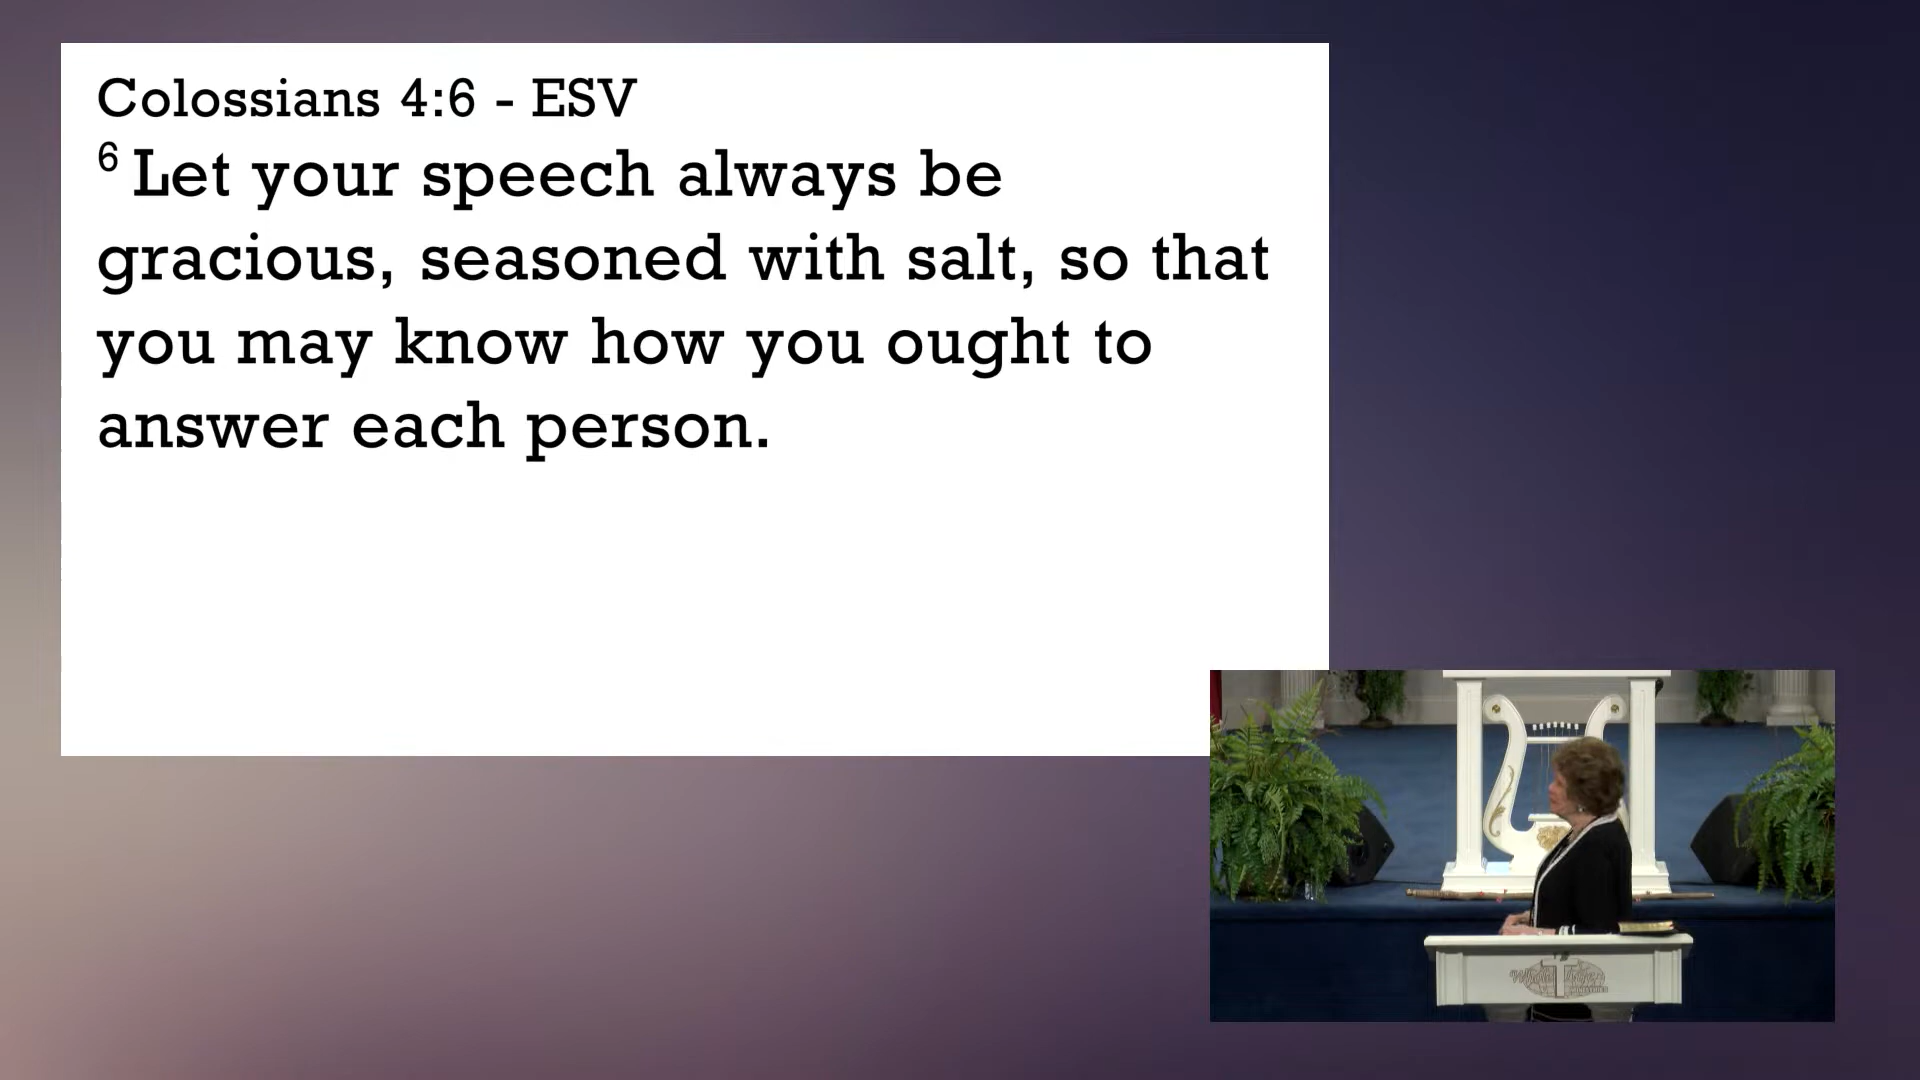 Colossians 4:6 - ESV
6 Let your speech always be
gracious, seasoned with salt, so that
you may know how you ought to
answer each person.